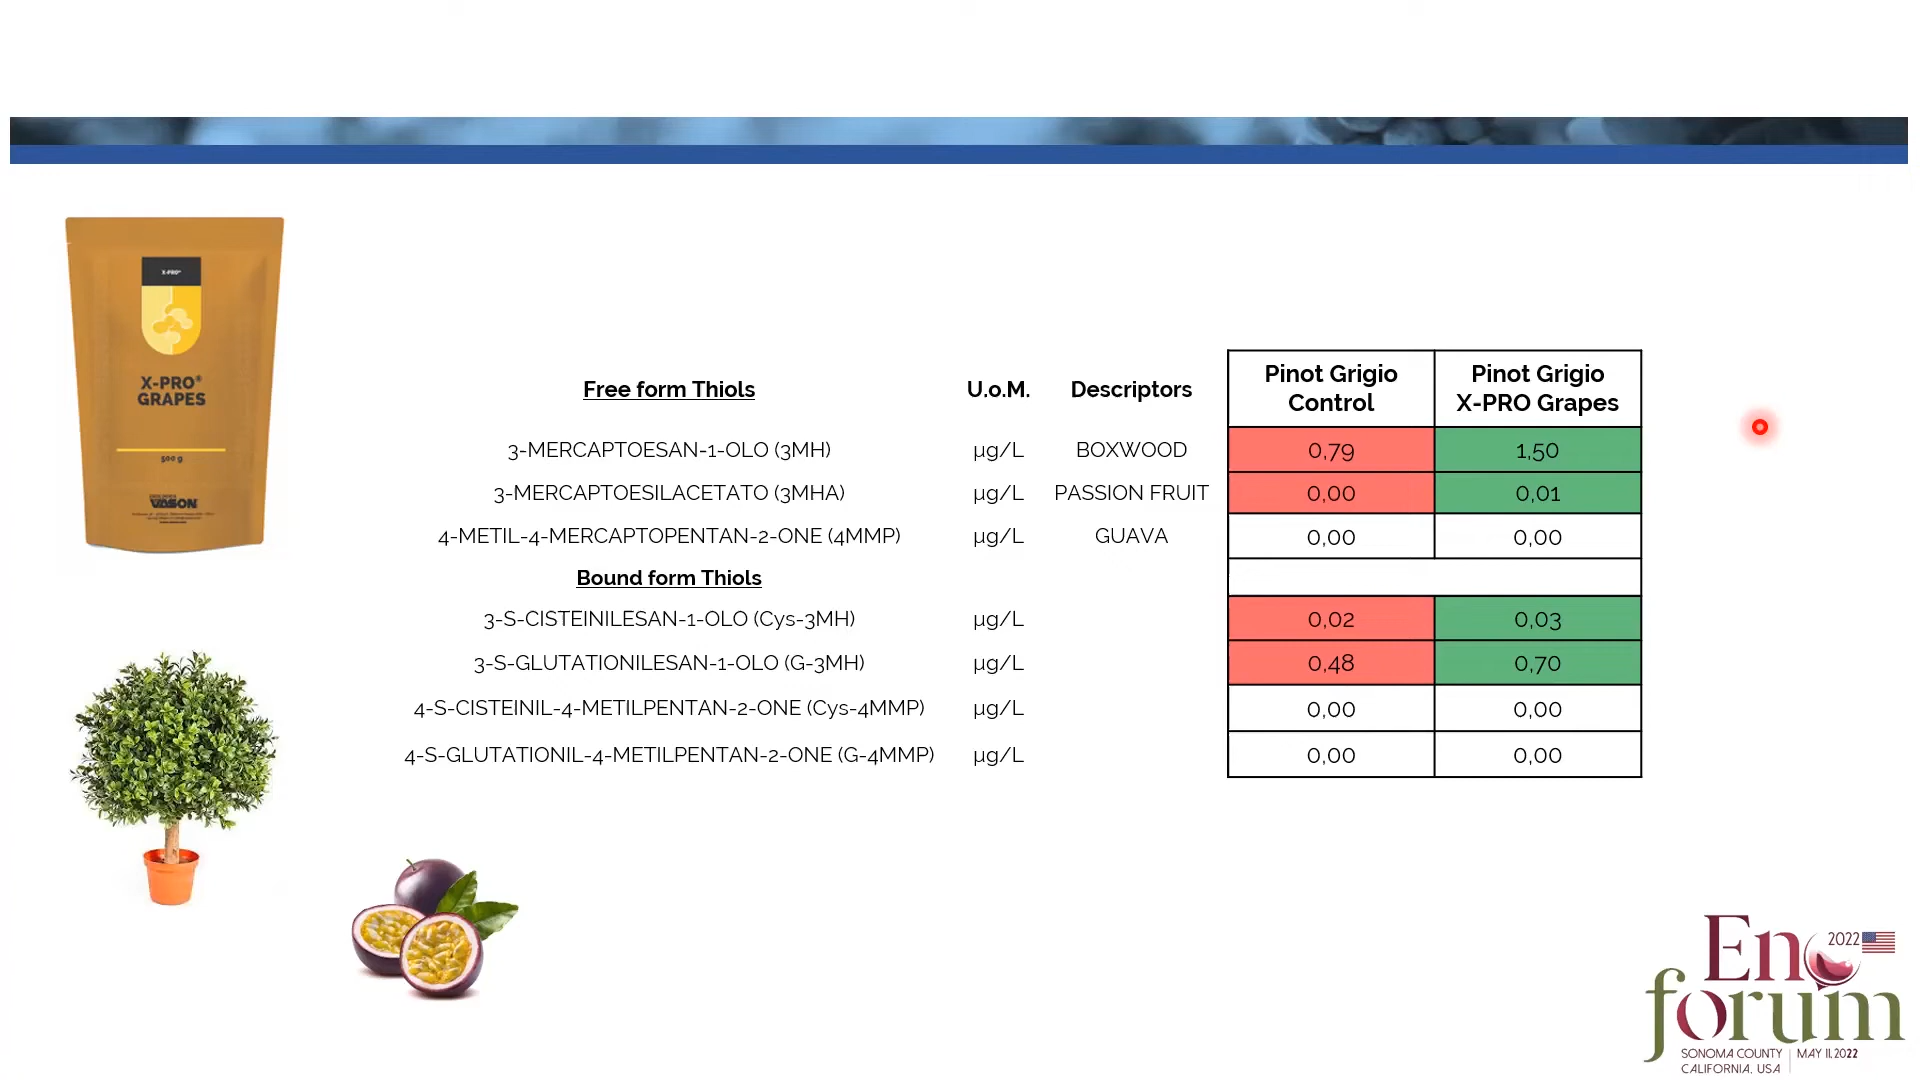 X-PRO®
X-PRO®
GRAPES
500 g
VASON
Free form Thiols U.o.M. Descriptors Pinot Grigio Control Pinot Grigio X-PRO Grapes
3-MERCAPTOESAN-1-OLO (3MH) µg/L BOXWOOD 0,79 1,50
3-MERCAPTOESILACETATO (3MHA) µg/L PASSION FRUIT 0,00 0,01
4-METIL-4-MERCAPTOPENTAN-2-ONE (4MMP) µg/L GUAVA 0,00 0,00
Bound form Thiols
3-S-CISTEINILESAN-1-OLO (Cys-3MH) µg/L 0,02 0,03
3-S-GLUTATIONILESAN-1-OLO (G-3MH) µg/L 0,48 0,70
4-S-CISTEINIL-4-METILPENTAN-2-ONE (Cys-4MMP) µg/L 0,00 0,00
4-S-GLUTATIONIL-4-METILPENTAN-2-ONE (G-4MMP) µg/L 0,00 0,00
Eno 2022
forum
SONOMA COUNTY | MAY 11, 2022
CALIFORNIA, USA